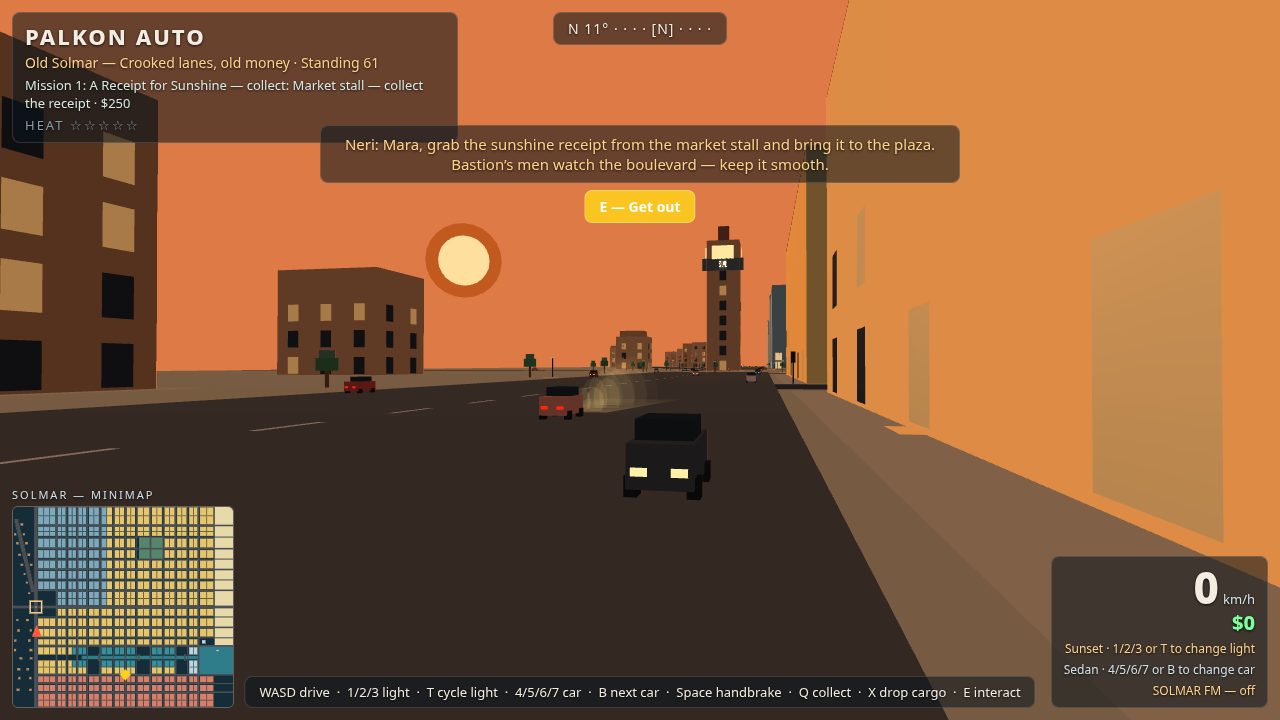 PALKON AUTO
Old Solmar — Crooked lanes, old money · Standing 61
Mission 1: A Receipt for Sunshine — collect: Market stall — collect
the receipt · $250
HEAT ☆☆☆☆☆
N 11° · · · · [N] · · · ·
Neri: Mara, grab the sunshine receipt from the market stall and bring it to the plaza.
Bastion's men watch the boulevard — keep it smooth.
E — Get out
SOLMAR — MINIMAP
0 km/h
$0
Sunset · 1/2/3 or T to change light
Sedan · 4/5/6/7 or B to change car
SOLMAR FM — off
WASD drive · 1/2/3 light · T cycle light · 4/5/6/7 car · B next car · Space handbrake · Q collect · X drop cargo · E interact